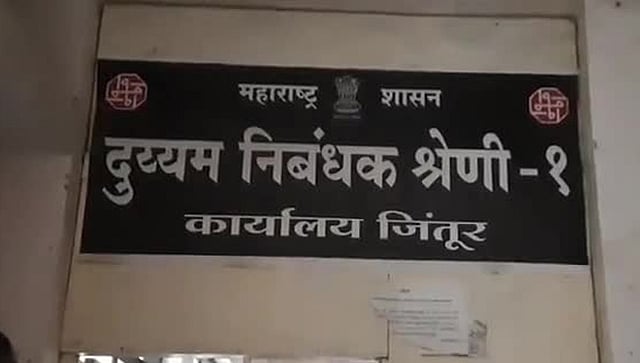 महाराष्ट्र शासन
दुय्यम निबंधक श्रेणी-१
कार्यालय जिंतूर